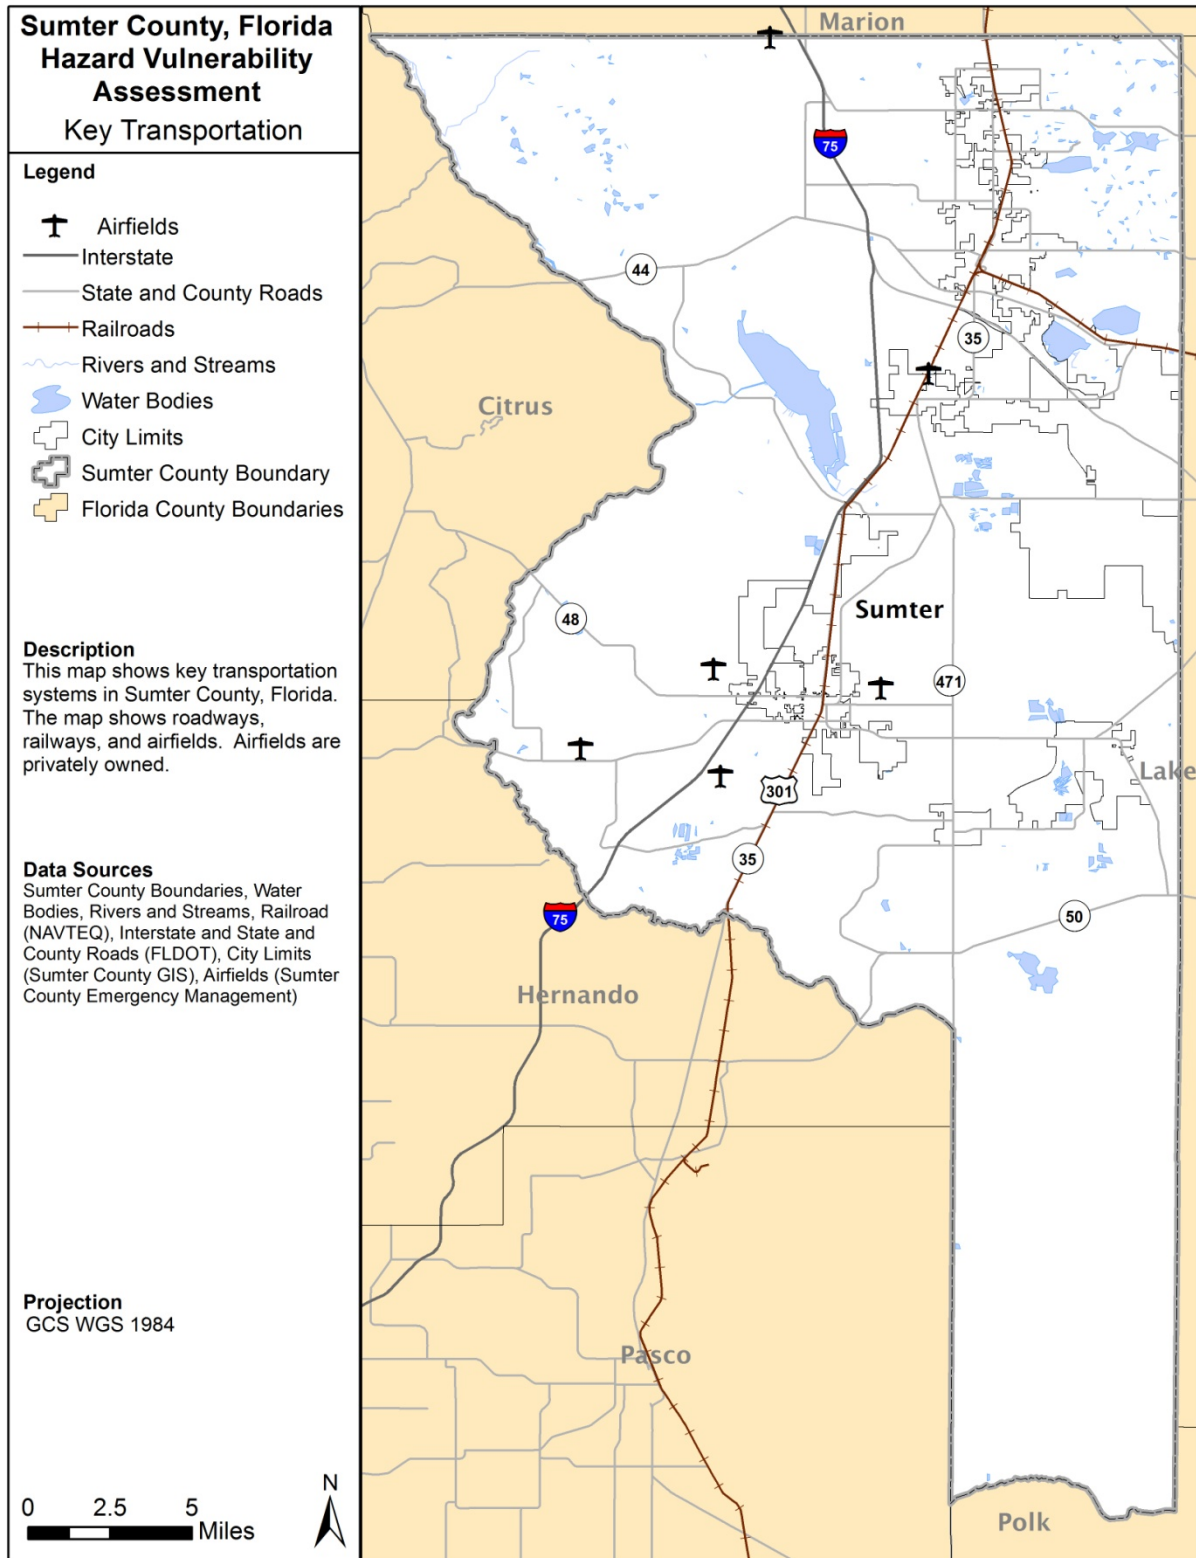 Sumter County, Florida
Hazard Vulnerability
Assessment
Key Transportation
Legend
Airfields
Interstate
State and County Roads
Railroads
Rivers and Streams
Water Bodies
City Limits
Sumter County Boundary
Florida County Boundaries
Description
This map shows key transportation
systems in Sumter County, Florida.
The map shows roadways,
railways, and airfields.  Airfields are
privately owned.
Data Sources
Sumter County Boundaries, Water
Bodies, Rivers and Streams, Railroad
(NAVTEQ), Interstate and State and
County Roads (FLDOT), City Limits
(Sumter County GIS), Airfields (Sumter
County Emergency Management)
Projection
GCS WGS 1984
0 2.5 5
Miles
N
Marion
75
44
35
Citrus
48
Sumter
471
Lake
301
35
75
50
Hernando
Pasco
Polk